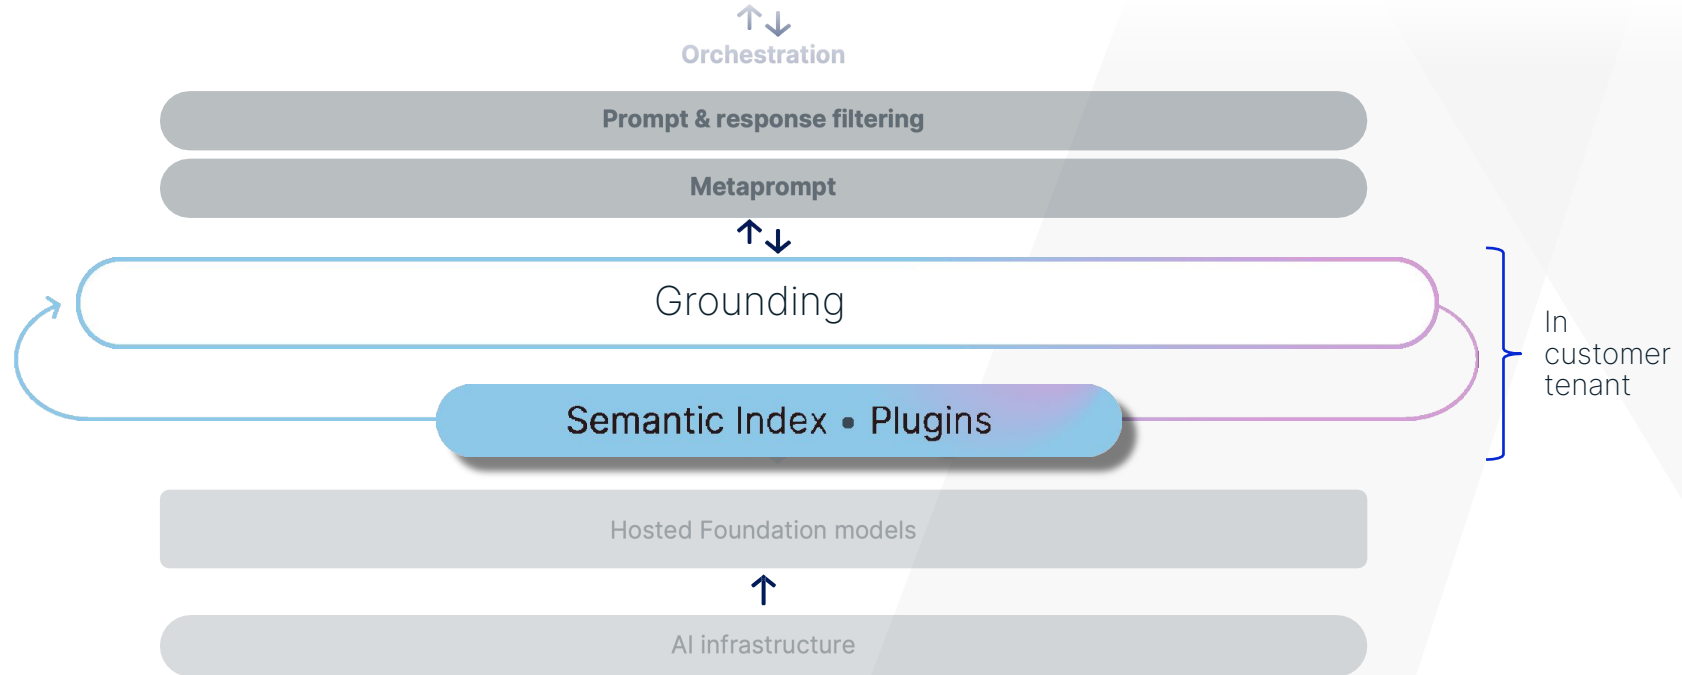 Orchestration
Prompt & response filtering
Metaprompt
Grounding
In
customer
tenant
Semantic Index • Plugins
Hosted Foundation models
AI infrastructure